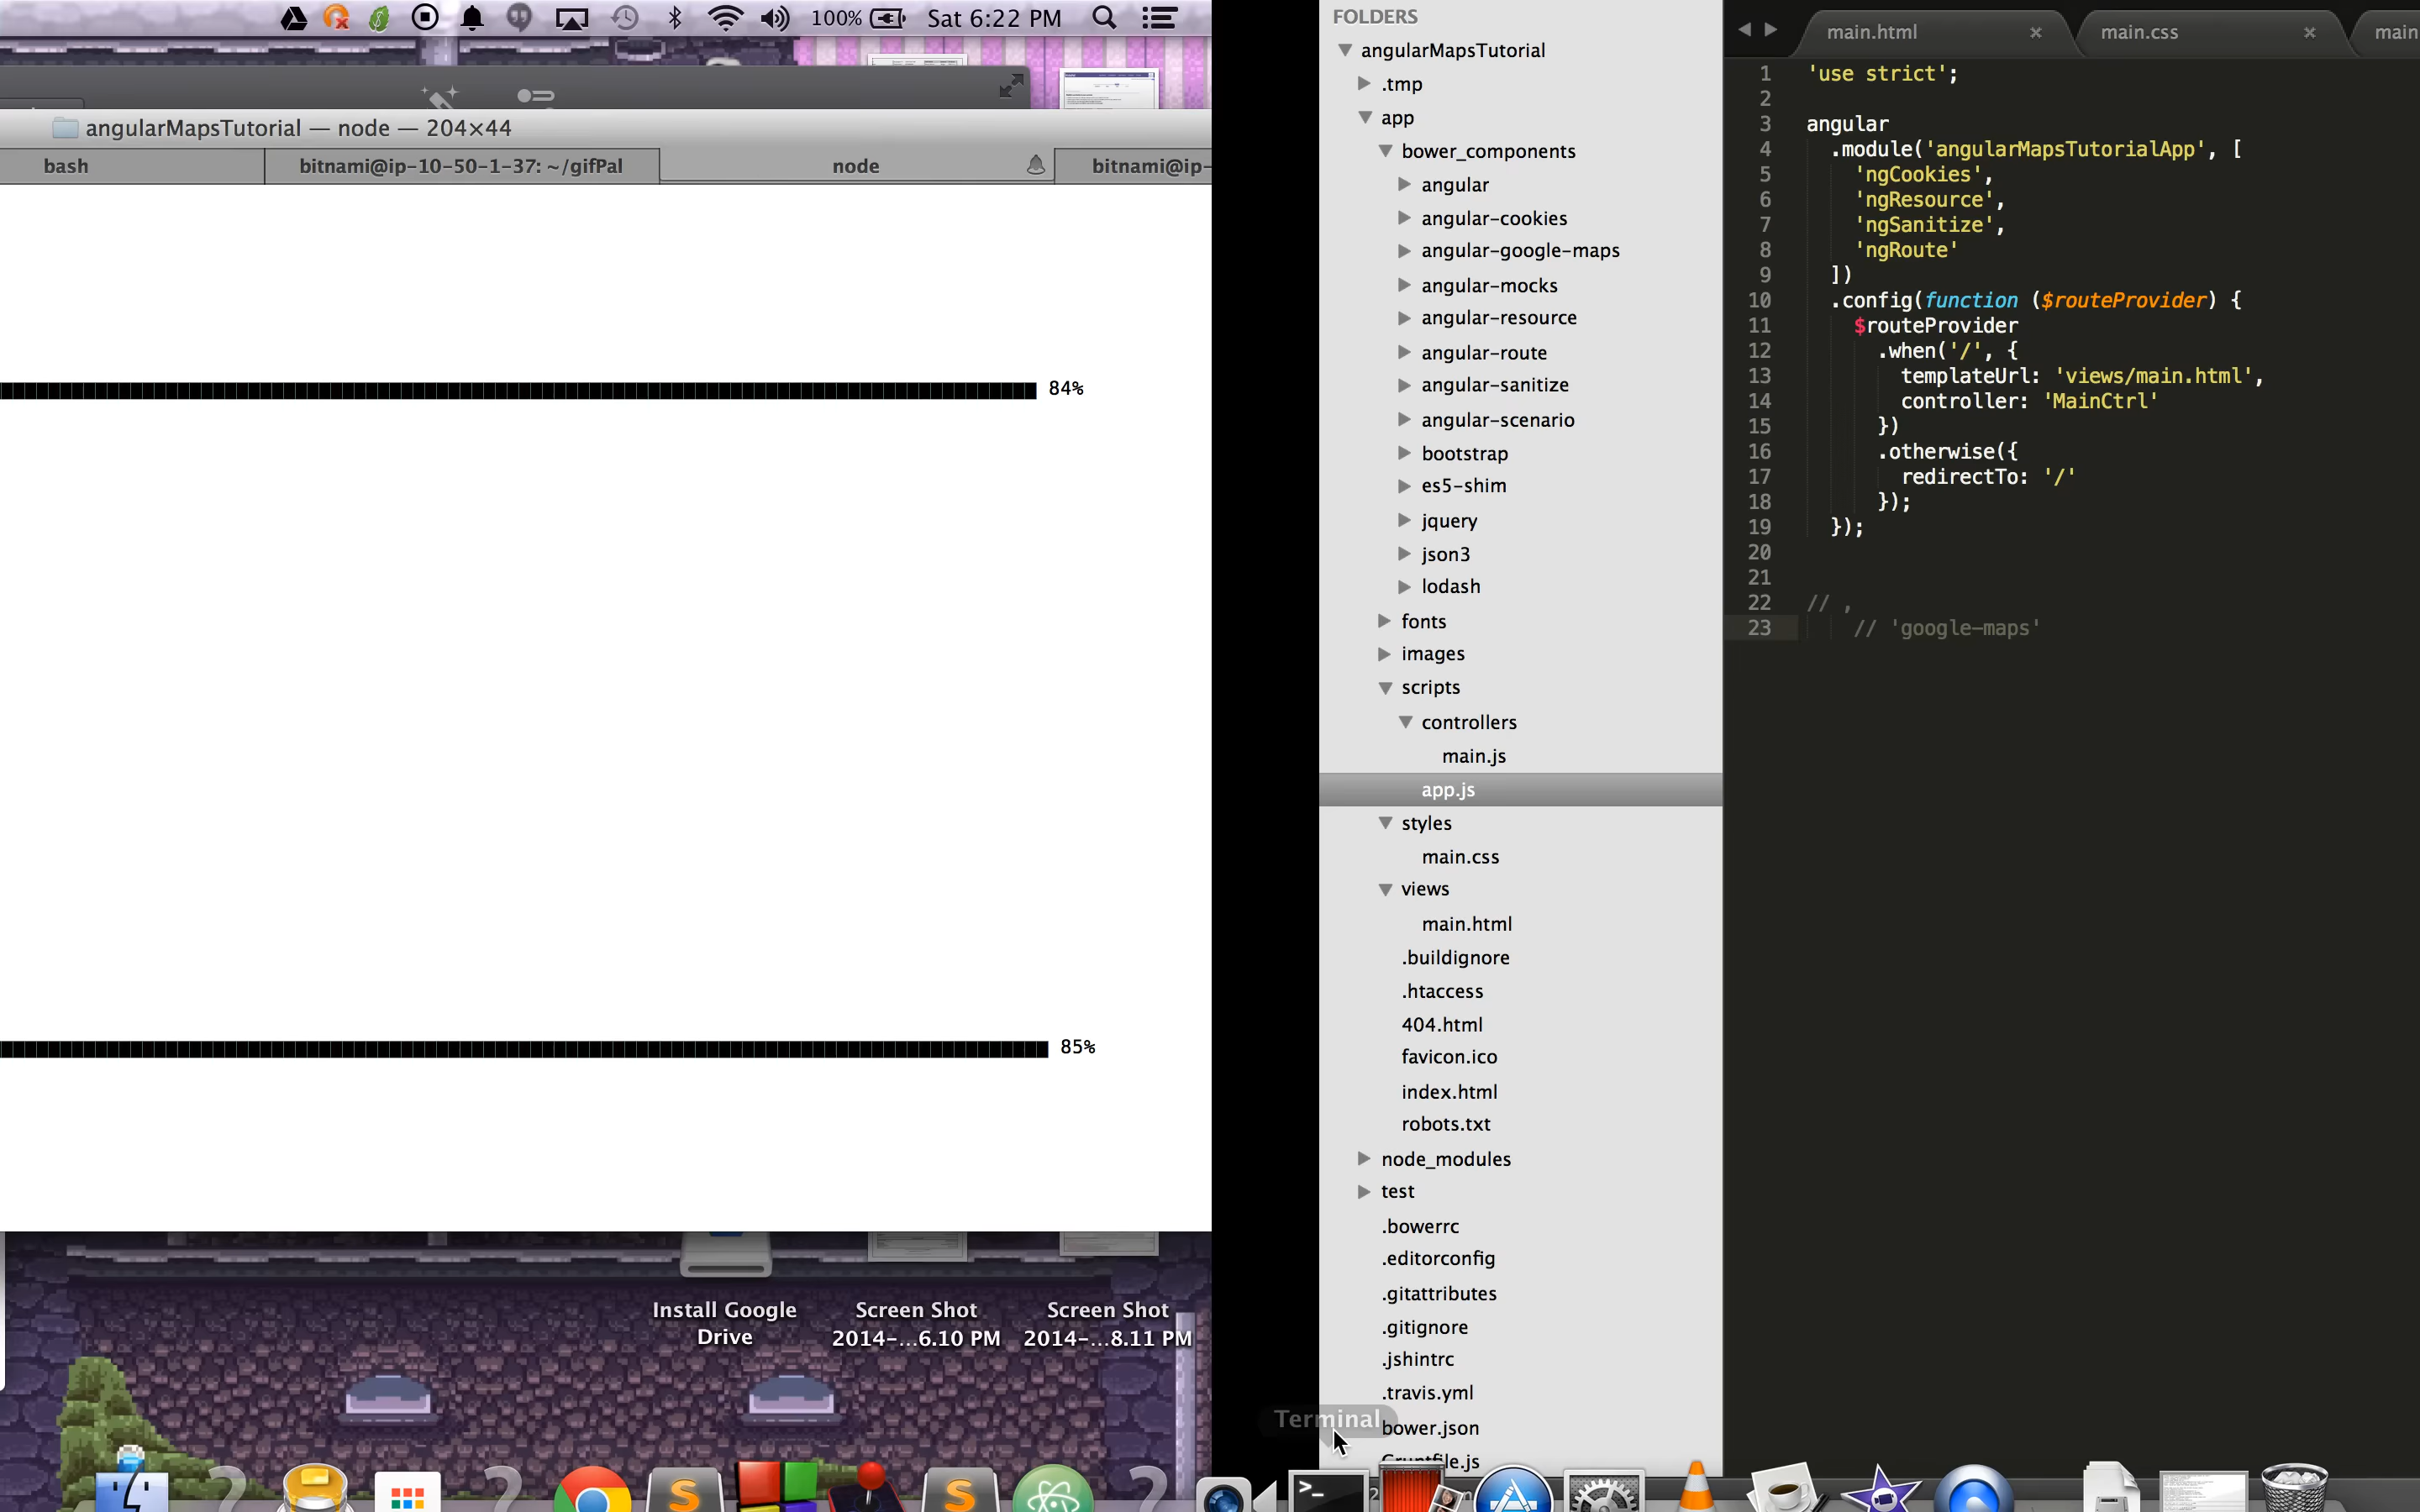 100% Sat 6:22 PM
angularMapsTutorial — node — 204×44
bash
bitnami@ip-10-50-1-37: ~/gifPal
node
bitnami@ip-
84%
85%
Install Google
Drive
Screen Shot
2014-...6.10 PM
Screen Shot
2014-...8.11 PM
Terminal
FOLDERS
angularMapsTutorial
.tmp
app
bower_components
angular
angular-cookies
angular-google-maps
angular-mocks
angular-resource
angular-route
angular-sanitize
angular-scenario
bootstrap
es5-shim
jquery
json3
lodash
fonts
images
scripts
controllers
main.js
app.js
styles
main.css
views
main.html
.buildignore
.htaccess
404.html
favicon.ico
index.html
robots.txt
node_modules
test
.bowerrc
.editorconfig
.gitattributes
.gitignore
.jshintrc
.travis.yml
bower.json
Gruntfile.js
main.html
main.css
main
1 'use strict';
2
3 angular
4 .module('angularMapsTutorialApp', [
5 'ngCookies',
6 'ngResource',
7 'ngSanitize',
8 'ngRoute'
9 ])
10 .config(function ($routeProvider) {
11 $routeProvider
12 .when('/', {
13 templateUrl: 'views/main.html',
14 controller: 'MainCtrl'
15 })
16 .otherwise({
17 redirectTo: '/'
18 });
19 });
20
21
22 // ,
23 // 'google-maps'